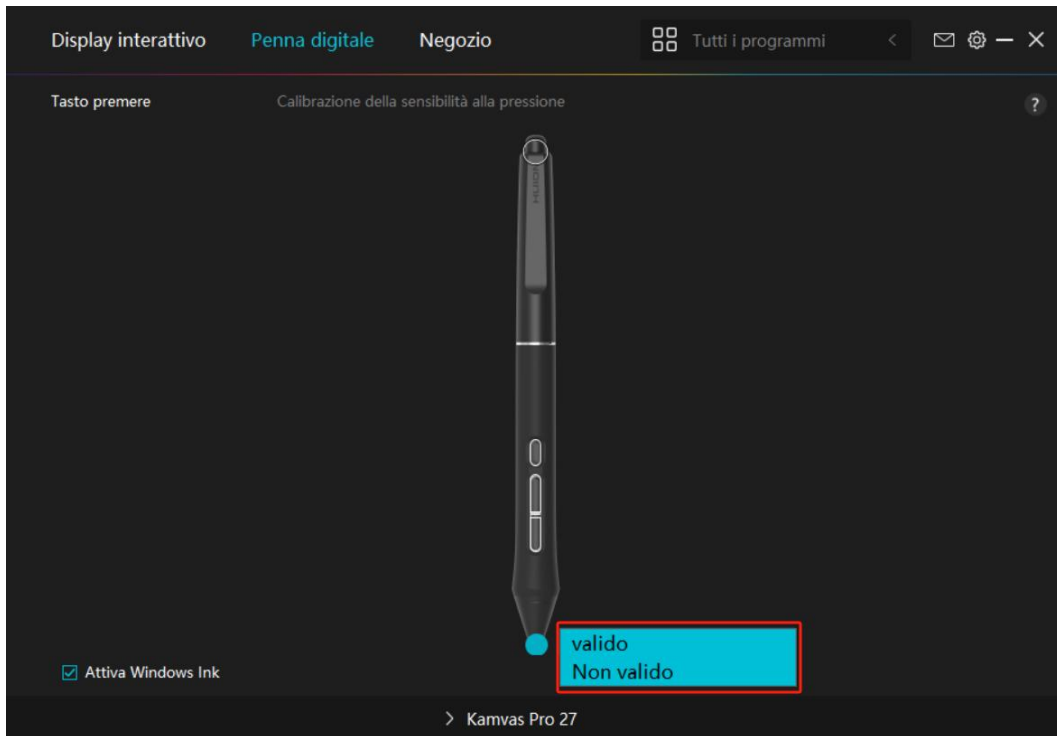 Display interattivo
Penna digitale
Negozio
Tutti i programmi
Tasto premere
Calibrazione della sensibilità alla pressione
?
HUION
valido
Non valido
Attiva Windows Ink
Kamvas Pro 27